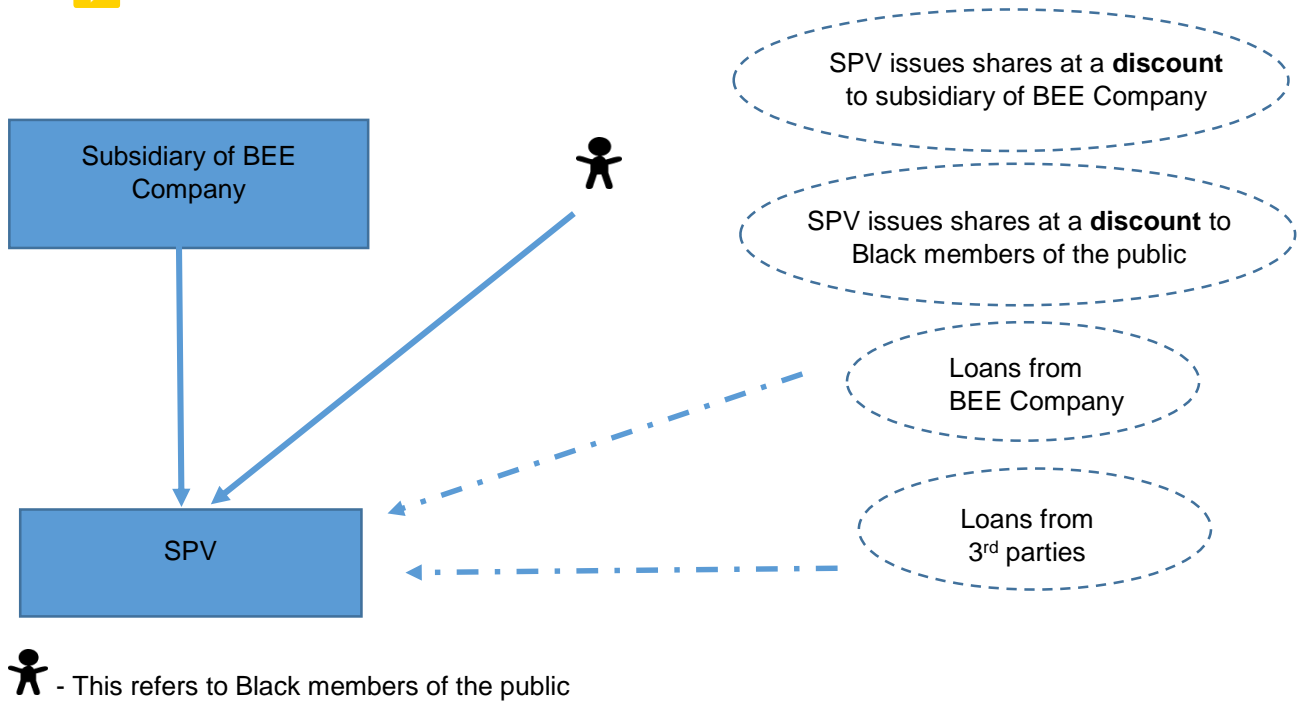 SPV issues shares at a discount
to subsidiary of BEE Company
Subsidiary of BEE
Company
SPV issues shares at a discount to
Black members of the public
Loans from
BEE Company
Loans from
3rd parties
SPV
- This refers to Black members of the public